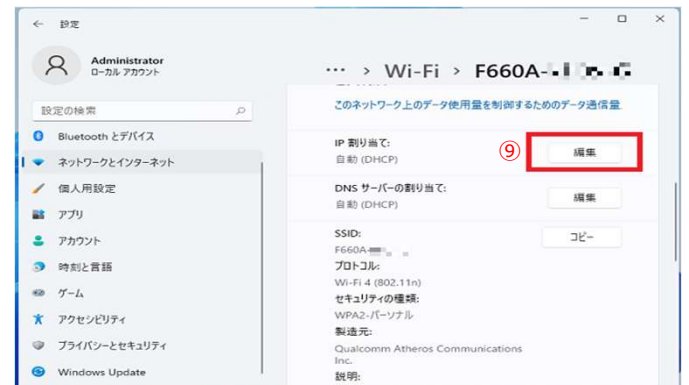 ← 設定
Administrator
ローカル アカウント
設定の検索
Bluetooth とデバイス
ネットワークとインターネット
個人用設定
アプリ
アカウント
時刻と言語
ゲーム
アクセシビリティ
プライバシーとセキュリティ
Windows Update
··· > Wi-Fi > F660A-
このネットワーク上のデータ使用量を制御するためのデータ通信量
IP 割り当て:
自動 (DHCP)
⑨
編集
DNS サーバーの割り当て:
自動 (DHCP)
編集
SSID:
F660A-
コピー
プロトコル:
Wi-Fi 4 (802.11n)
セキュリティの種類:
WPA2-パーソナル
製造元:
Qualcomm Atheros Communications
Inc.
説明: